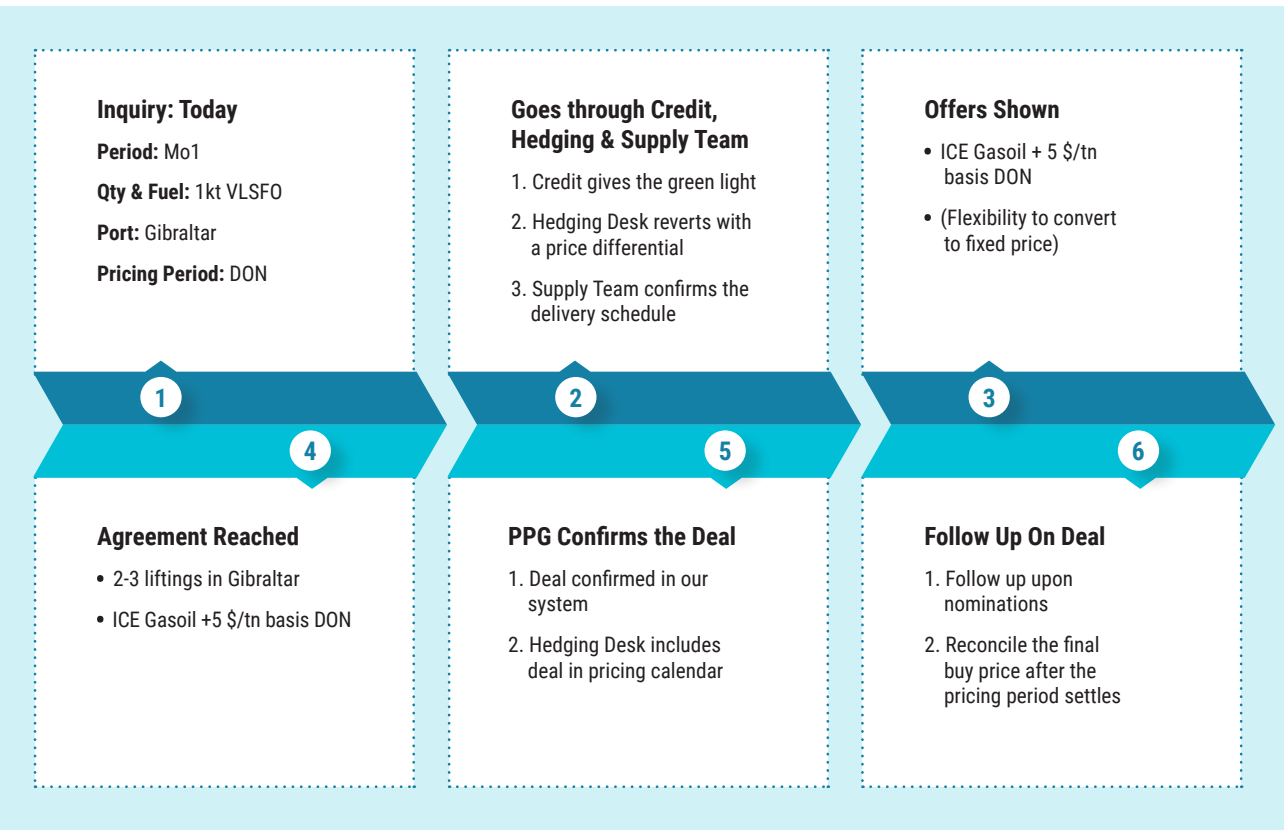 Inquiry: Today
Period: Mo1
Qty & Fuel: 1kt VLSFO
Port: Gibraltar
Pricing Period: DON
1
Goes through Credit,
Hedging & Supply Team
1. Credit gives the green light
2. Hedging Desk reverts with
a price differential
3. Supply Team confirms the
delivery schedule
2
Offers Shown
• ICE Gasoil + 5 $/tn
basis DON
• (Flexibility to convert
to fixed price)
3
4
Agreement Reached
• 2-3 liftings in Gibraltar
• ICE Gasoil +5 $/tn basis DON
5
PPG Confirms the Deal
1. Deal confirmed in our
system
2. Hedging Desk includes
deal in pricing calendar
6
Follow Up On Deal
1. Follow up upon
nominations
2. Reconcile the final
buy price after the
pricing period settles